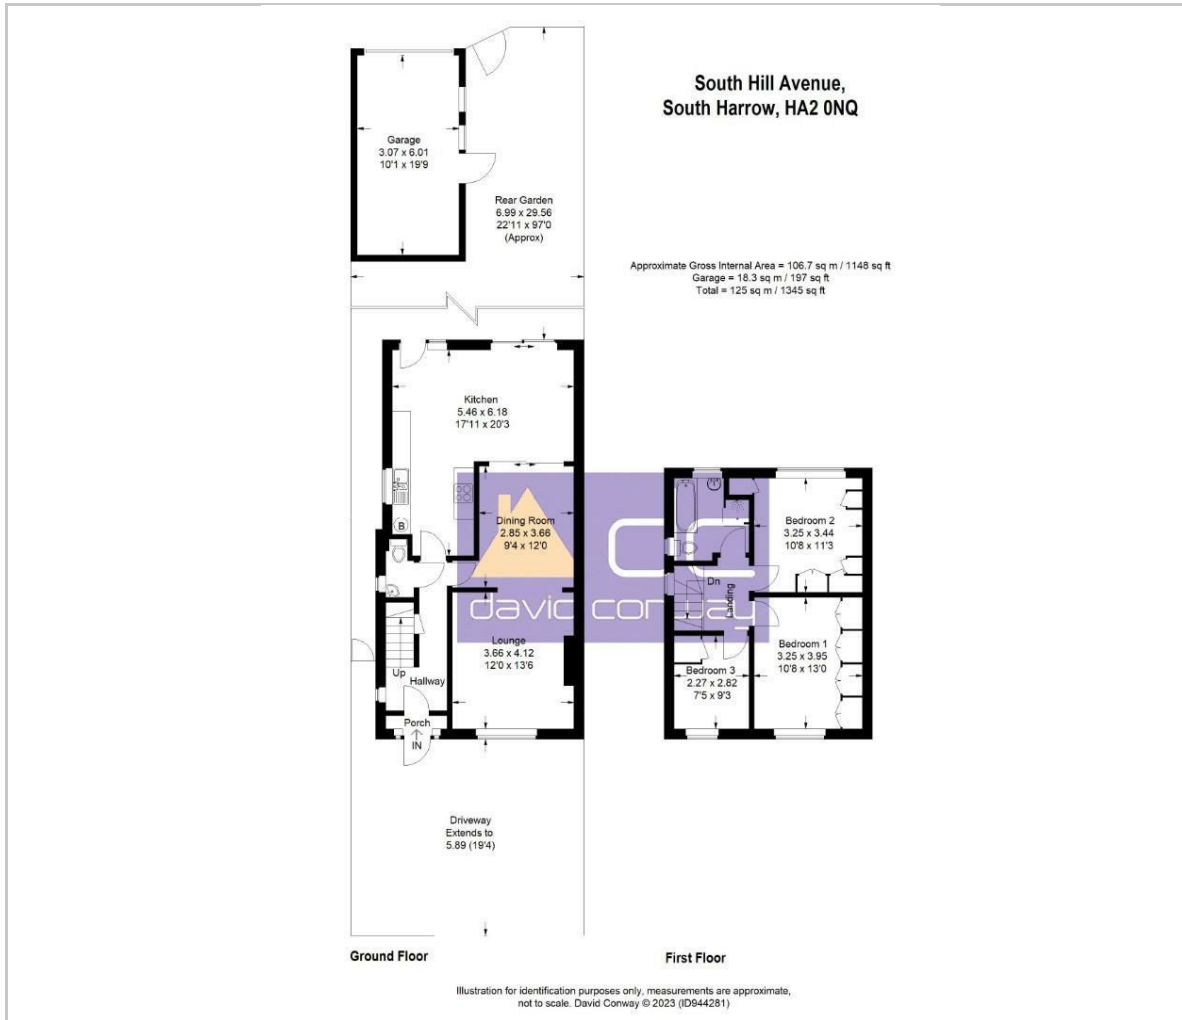 South Hill Avenue,
South Harrow, HA2 0NQ
Garage
3.07 x 6.01
10'1 x 19'9
Rear Garden
6.99 x 29.56
22'11 x 97'0
(Approx)
Approximate Gross Internal Area = 106.7 sq m / 1148 sq ft
Garage = 18.3 sq m / 197 sq ft
Total = 125 sq m / 1345 sq ft
Kitchen
5.46 x 6.18
17'11 x 20'3
B
Dining Room
2.85 x 3.66
9'4 x 12'0
david conway
Lounge
3.66 x 4.12
12'0 x 13'6
Up
Hallway
Porch
IN
Driveway
Extends to
5.89 (19'4)
Bedroom 2
3.25 x 3.44
10'8 x 11'3
Dn
Landing
Bedroom 1
3.25 x 3.95
10'8 x 13'0
Bedroom 3
2.27 x 2.82
7'5 x 9'3
Ground Floor
First Floor
Illustration for identification purposes only, measurements are approximate,
not to scale. David Conway © 2023 (ID944281)